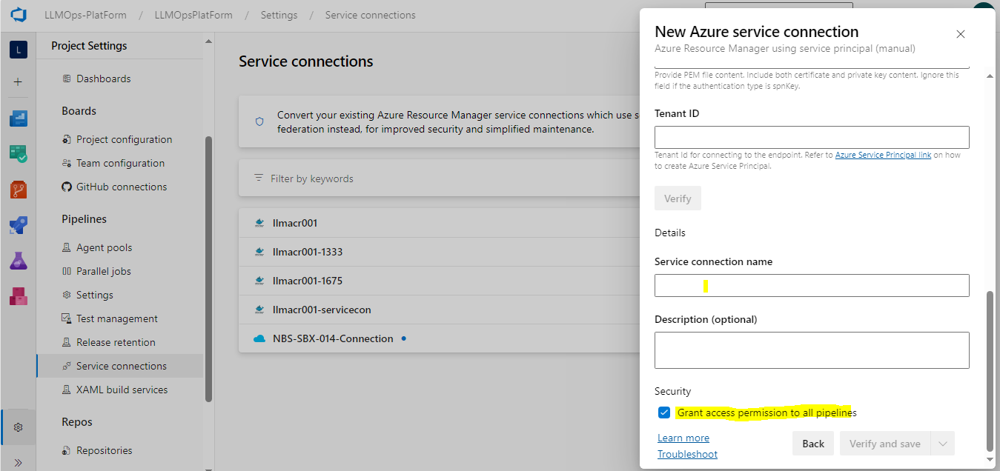 LLMOps-PlatForm / LLMOpsPlatForm / Settings / Service connections
L
Project Settings
Dashboards
Boards
Project configuration
Team configuration
GitHub connections
Pipelines
Agent pools
Parallel jobs
Settings
Test management
Release retention
Service connections
XAML build services
Repos
Repositories
Service connections
Convert your existing Azure Resource Manager service connections which use s
federation instead, for improved security and simplified maintenance.
Filter by keywords
llmacr001
llmacr001-1333
llmacr001-1675
llmacr001-servicecon
NBS-SBX-014-Connection
New Azure service connection
Azure Resource Manager using service principal (manual)
Provide PEM file content. Include both certificate and private key content. Ignore this
field if the authentication type is spnKey.
Tenant ID
Tenant Id for connecting to the endpoint. Refer to Azure Service Principal link on how
to create Azure Service Principal.
Verify
Details
Service connection name
Description (optional)
Security
Grant access permission to all pipelines
Learn more
Troubleshoot
Back
Verify and save